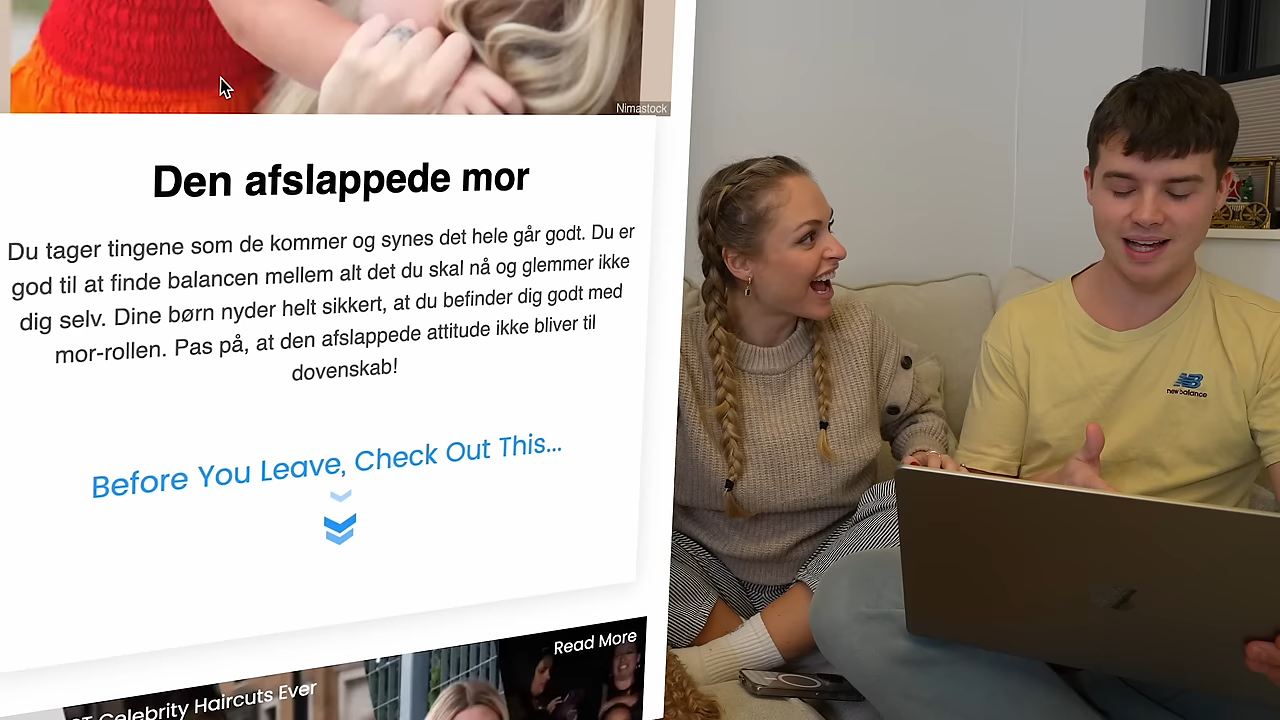 Nimastock
Den afslappede mor
Du tager tingene som de kommer og synes det hele går godt. Du er
god til at finde balancen mellem alt det du skal nå og glemmer ikke
dig selv. Dine børn nyder helt sikkert, at du befinder dig godt med
mor-rollen. Pas på, at den afslappede attitude ikke bliver til
dovenskab!
Before You Leave, Check Out This...
Read More
Celebrity Haircuts Ever
new balance